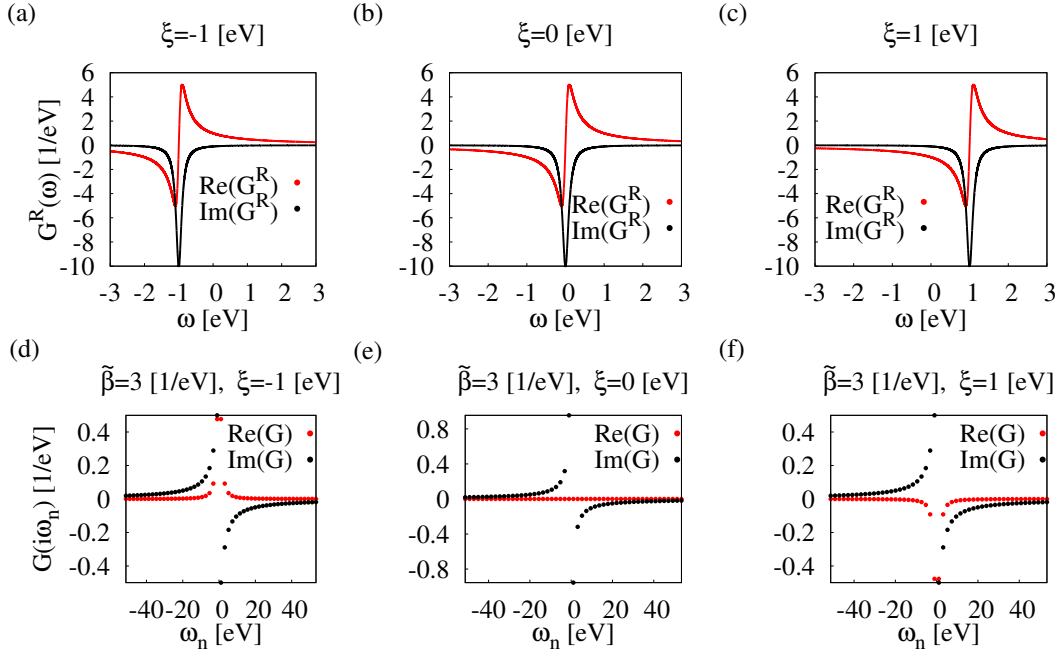 (a)
ξ=-1 [eV]
G^R(ω) [1/eV]
6
4
2
0
-2
-4
-6
-8
-10
Re(G^R_n)
Im(G^R)
-3 -2 -1 0 1 2 3
ω [eV]
(b)
ξ=0 [eV]
6
4
2
0
-2
-4
-6
-8
-10
Re(G^R)
Im(G^R)
-3 -2 -1 0 1 2 3
ω [eV]
(c)
ξ=1 [eV]
6
4
2
0
-2
-4
-6
-8
-10
Re(G^R)
Im(G^R)
-3 -2 -1 0 1 2 3
ω [eV]
(d)
β̃=3 [1/eV], ξ=-1 [eV]
G(iω_n) [1/eV]
0.4
0.2
0
-0.2
-0.4
Re(G)
Im(G)
-40 -20 0 20 40
ω_n [eV]
(e)
β̃=3 [1/eV], ξ=0 [eV]
0.8
0.4
0
-0.4
-0.8
Re(G)
Im(G)
-40 -20 0 20 40
ω_n [eV]
(f)
β̃=3 [1/eV], ξ=1 [eV]
0.4
0.2
0
-0.2
-0.4
Re(G)
Im(G)
-40 -20 0 20 40
ω_n [eV]